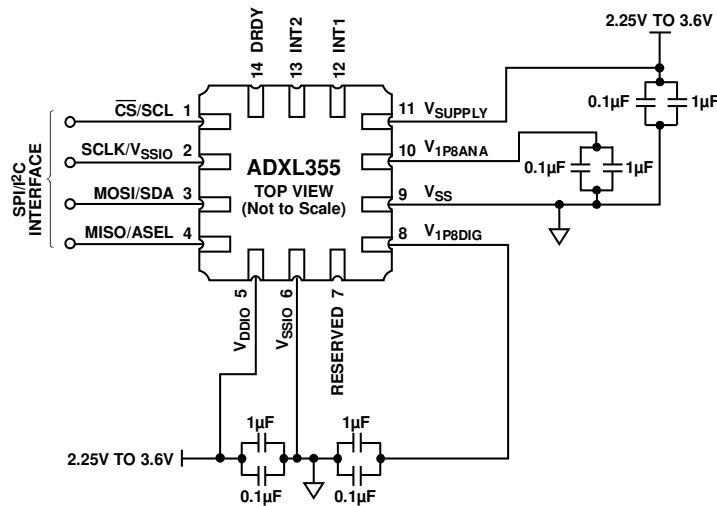 2.25V TO 3.6V
14 DRDY
13 INT2
12 INT1
SPI/I²C
INTERFACE
CS/SCL 1
SCLK/VSSIO 2
MOSI/SDA 3
MISO/ASEL 4
ADXL355
TOP VIEW
(Not to Scale)
11 VSUPPLY
0.1µF
1µF
10 V1P8ANA
0.1µF
1µF
9 VSS
8 V1P8DIG
VDDIO 5
VSSIO 6
RESERVED 7
2.25V TO 3.6V
1µF
0.1µF
1µF
0.1µF